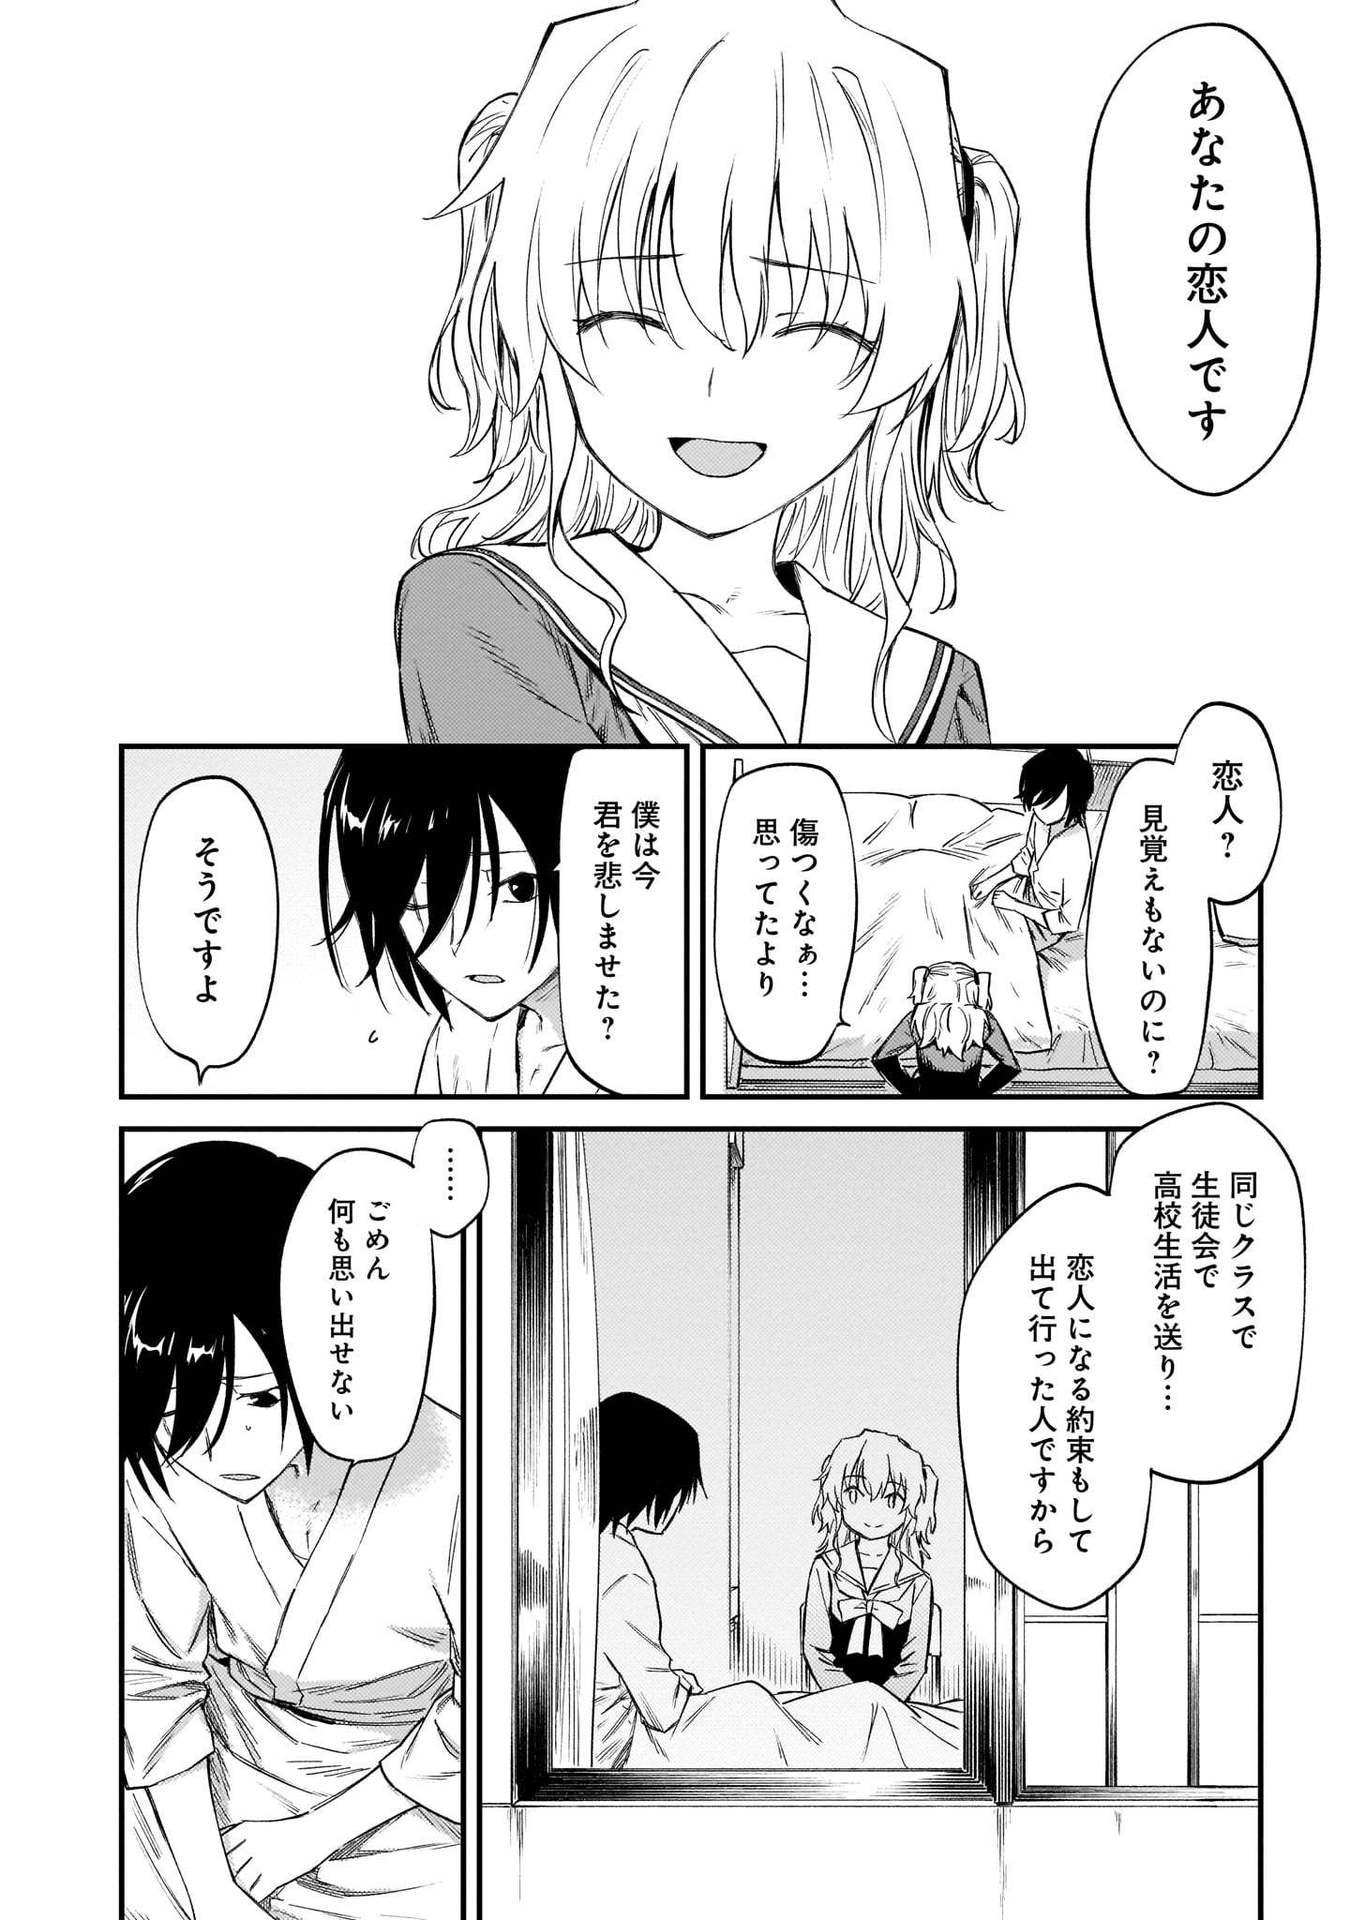 あなたの恋人です
恋人？
見覚えもないのに？
傷つくなぁ…
思ってたより
僕は今
君を悲しませた？
そうですよ
同じクラスで
生徒会で
高校生活を送り…
恋人になる約束もして
出て行った人ですから
……
ごめん
何も思い出せない